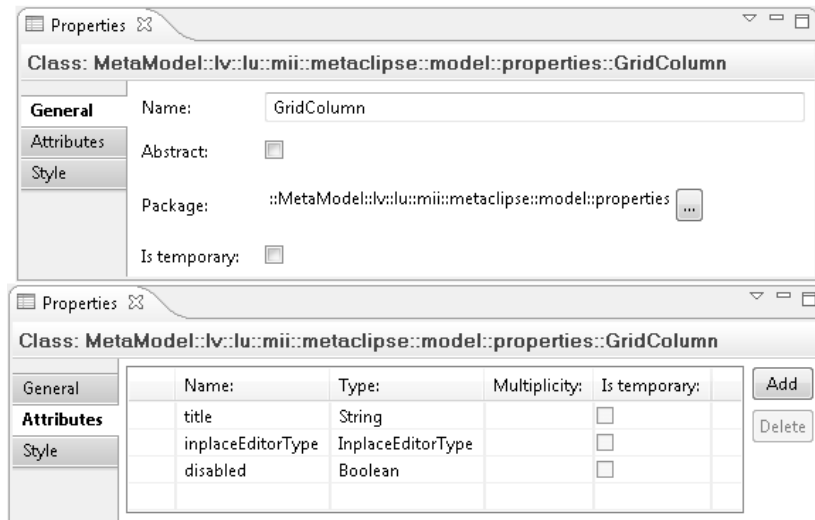 Properties
Class: MetaModel::lv::lu::mii::metaclipse::model::properties::GridColumn
General
Name: GridColumn
Attributes
Abstract:
Style
Package: ::MetaModel::lv::lu::mii::metaclipse::model::properties ...
Is temporary:
Properties
Class: MetaModel::lv::lu::mii::metaclipse::model::properties::GridColumn
General Name: Type: Multiplicity: Is temporary: Add
Attributes title String Delete
Style inplaceEditorType InplaceEditorType
disabled Boolean